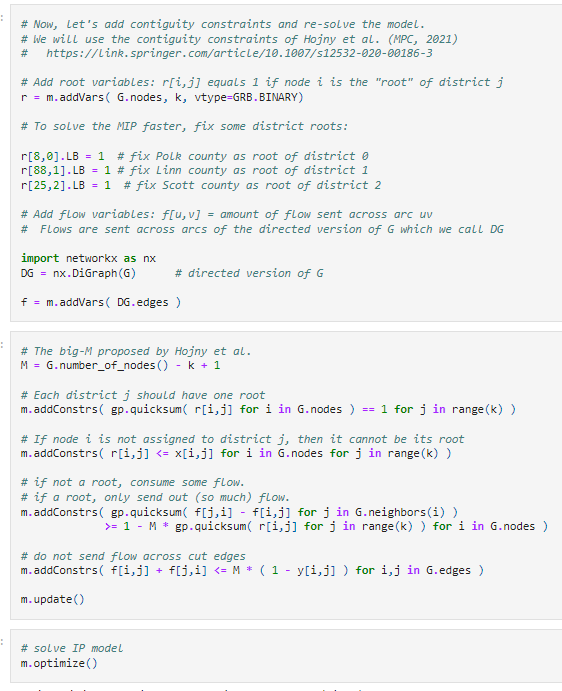 # Now, let's add contiguity constraints and re-solve the model.
# We will use the contiguity constraints of Hojny et al. (MPC, 2021)
#   https://link.springer.com/article/10.1007/s12532-020-00186-3
# Add root variables: r[i,j] equals 1 if node i is the "root" of district j
r = m.addVars( G.nodes, k, vtype=GRB.BINARY)
# To solve the MIP faster, fix some district roots:
r[8,0].LB = 1  # fix Polk county as root of district 0
r[88,1].LB = 1 # fix Linn county as root of district 1
r[25,2].LB = 1  # fix Scott county as root of district 2
# Add flow variables: f[u,v] = amount of flow sent across arc uv
#  Flows are sent across arcs of the directed version of G which we call DG
import networkx as nx
DG = nx.DiGraph(G)      # directed version of G
f = m.addVars( DG.edges )
# The big-M proposed by Hojny et al.
M = G.number_of_nodes() - k + 1
# Each district j should have one root
m.addConstrs( gp.quicksum( r[i,j] for i in G.nodes ) == 1 for j in range(k) )
# If node i is not assigned to district j, then it cannot be its root
m.addConstrs( r[i,j] <= x[i,j] for i in G.nodes for j in range(k) )
# if not a root, consume some flow.
# if a root, only send out (so much) flow.
m.addConstrs( gp.quicksum( f[j,i] - f[i,j] for j in G.neighbors(i) )
>= 1 - M * gp.quicksum( r[i,j] for j in range(k) ) for i in G.nodes )
# do not send flow across cut edges
m.addConstrs( f[i,j] + f[j,i] <= M * ( 1 - y[i,j] ) for i,j in G.edges )
m.update()
# solve IP model
m.optimize()